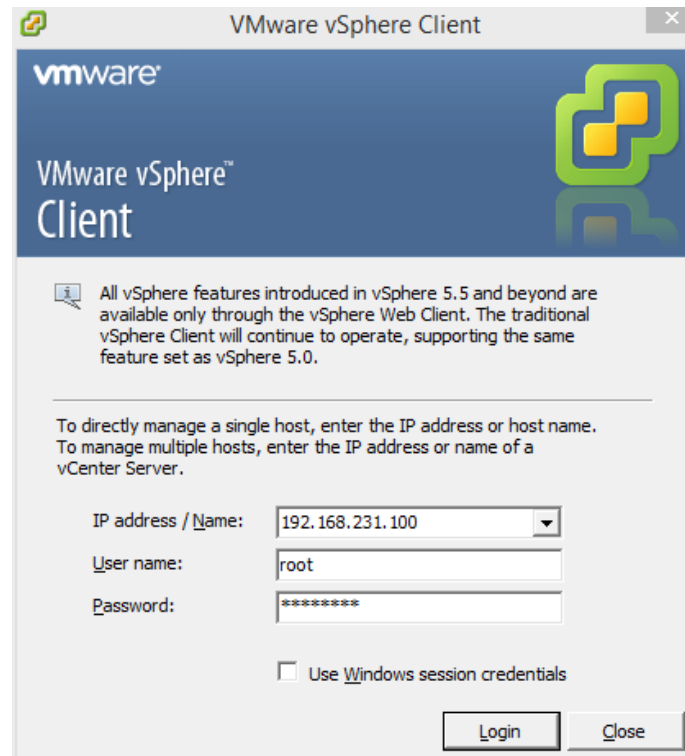 VMware vSphere Client
vmware
VMware vSphere™
Client
All vSphere features introduced in vSphere 5.5 and beyond are
available only through the vSphere Web Client. The traditional
vSphere Client will continue to operate, supporting the same
feature set as vSphere 5.0.
To directly manage a single host, enter the IP address or host name.
To manage multiple hosts, enter the IP address or name of a
vCenter Server.
IP address / Name: 192.168.231.100
User name: root
Password: ********
Use Windows session credentials
Login Close